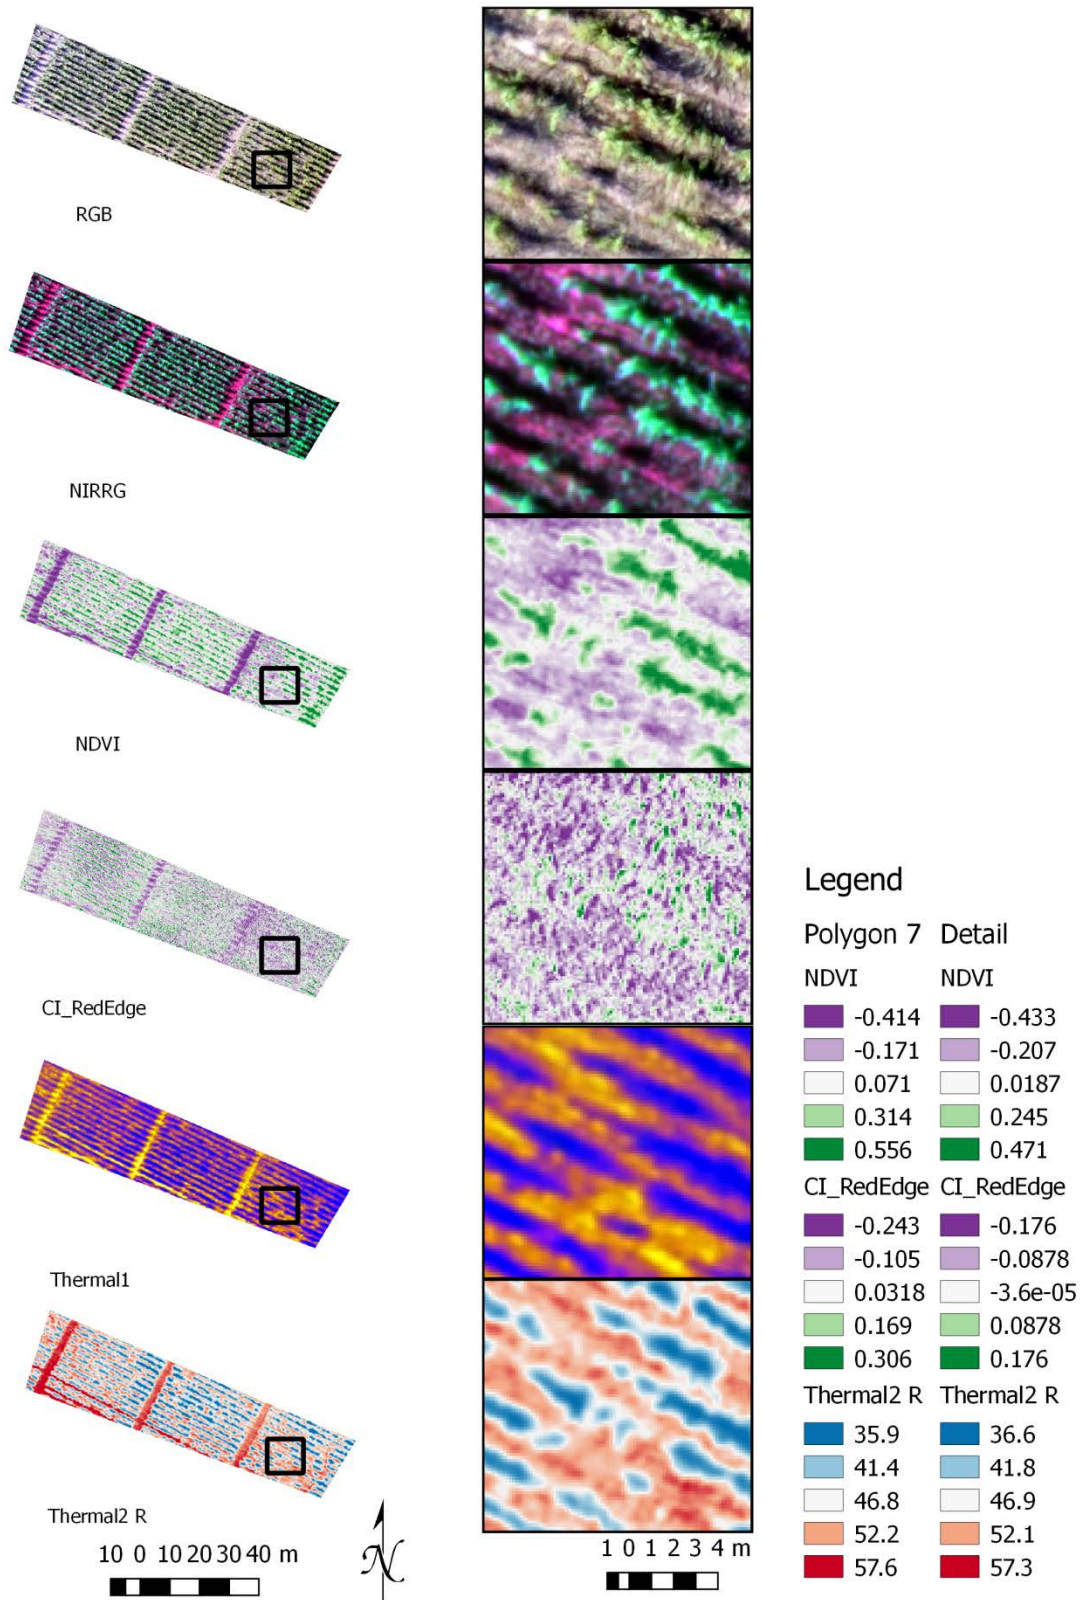 RGB
NIRRG
NDVI
CI_RedEdge
Thermal1
Thermal2 R
10 0 10 20 30 40 m
N
1 0 1 2 3 4 m
Legend
Polygon 7 Detail
NDVI NDVI
-0.414 -0.433
-0.171 -0.207
0.071 0.0187
0.314 0.245
0.556 0.471
CI_RedEdge CI_RedEdge
-0.243 -0.176
-0.105 -0.0878
0.0318 -3.6e-05
0.169 0.0878
0.306 0.176
Thermal2 R Thermal2 R
35.9 36.6
41.4 41.8
46.8 46.9
52.2 52.1
57.6 57.3